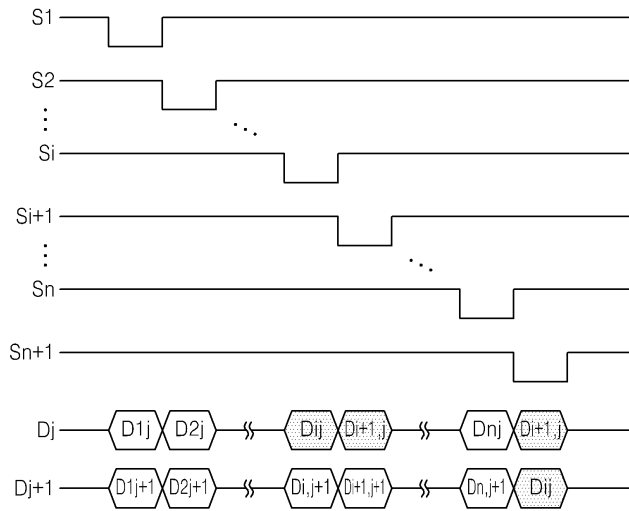 S1
S2
Si
Si+1
Sn
Sn+1
Dj D1j D2j Dij Di+1,j Dnj Di+1,j
Dj+1 D1j+1 D2j+1 Di,j+1 Di+1,j+1 Dn,j+1 Dij